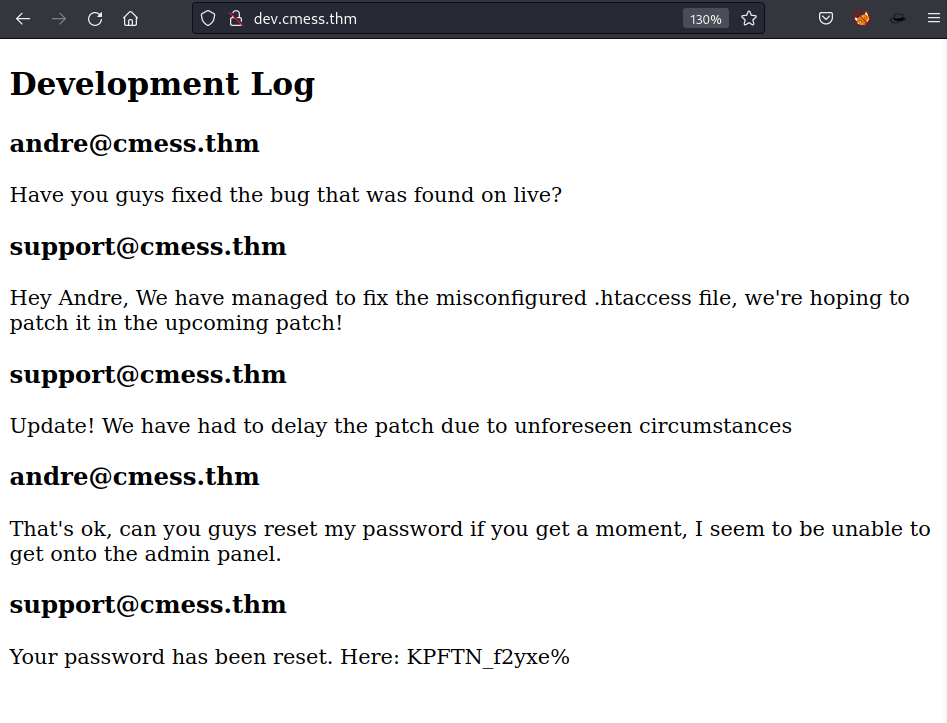 dev.cmess.thm
130%
Development Log
andre@cmess.thm
Have you guys fixed the bug that was found on live?
support@cmess.thm
Hey Andre, We have managed to fix the misconfigured .htaccess file, we're hoping to
patch it in the upcoming patch!
support@cmess.thm
Update! We have had to delay the patch due to unforeseen circumstances
andre@cmess.thm
That's ok, can you guys reset my password if you get a moment, I seem to be unable to
get onto the admin panel.
support@cmess.thm
Your password has been reset. Here: KPFTN_f2yxe%